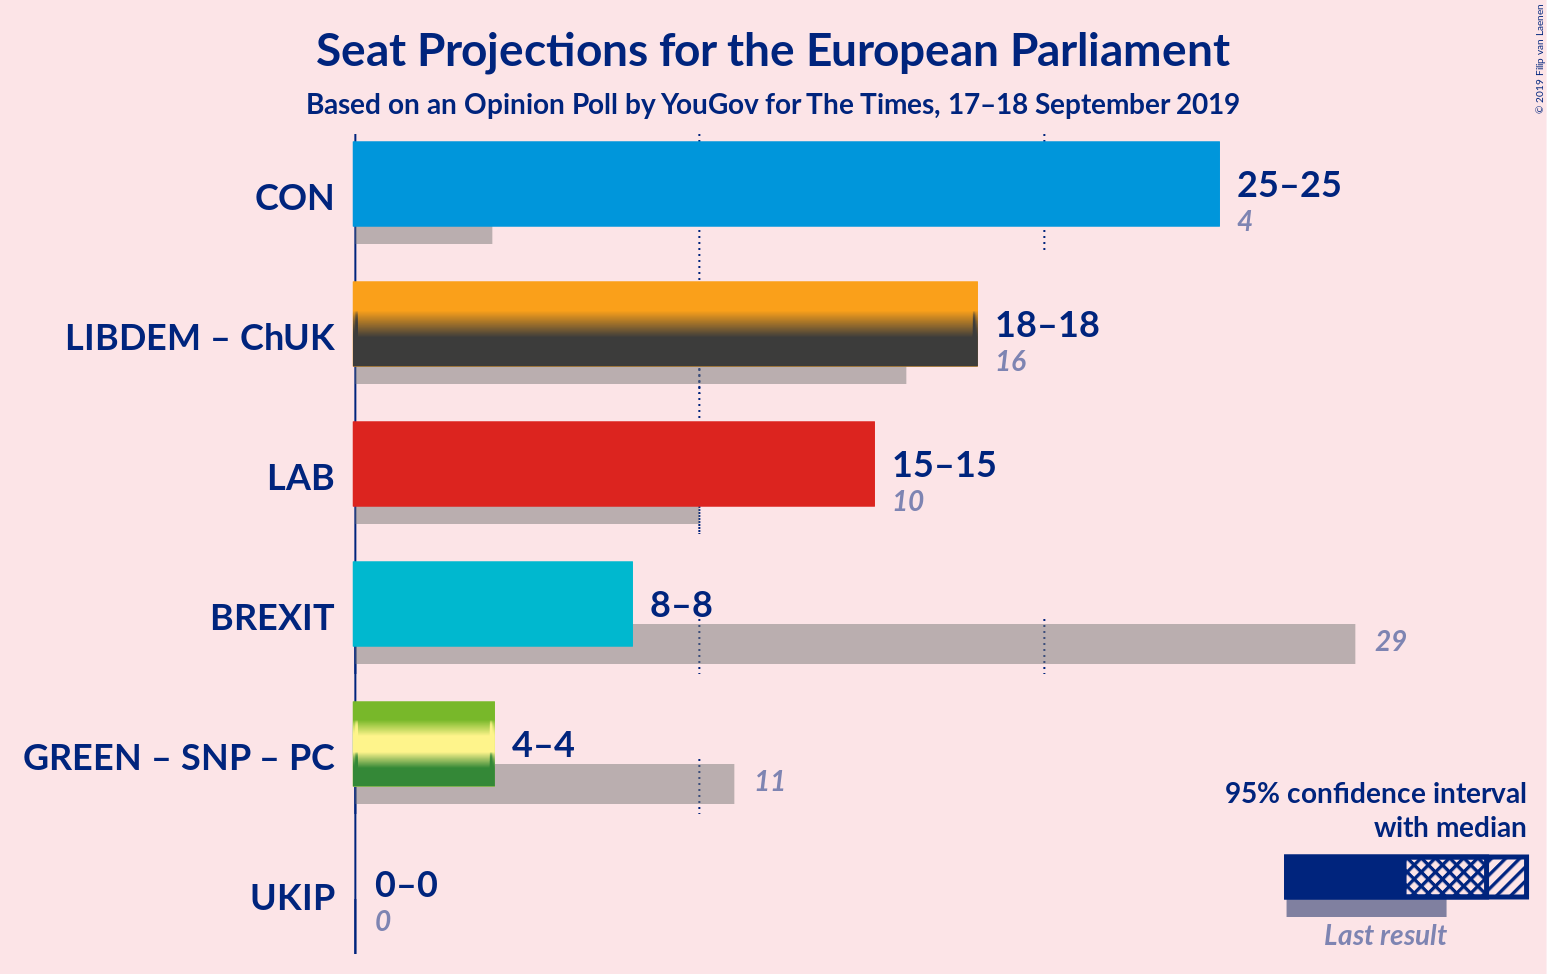 Seat Projections for the European Parliament
Based on an Opinion Poll by YouGov for The Times, 17–18 September 2019
© 2019 Filip van Laenen
CON
25–25
4
LIBDEM – ChUK
18–18
16
LAB
15–15
10
BREXIT
8–8
29
GREEN – SNP – PC
4–4
11
UKIP
0–0
0
95% confidence interval
with median
Last result